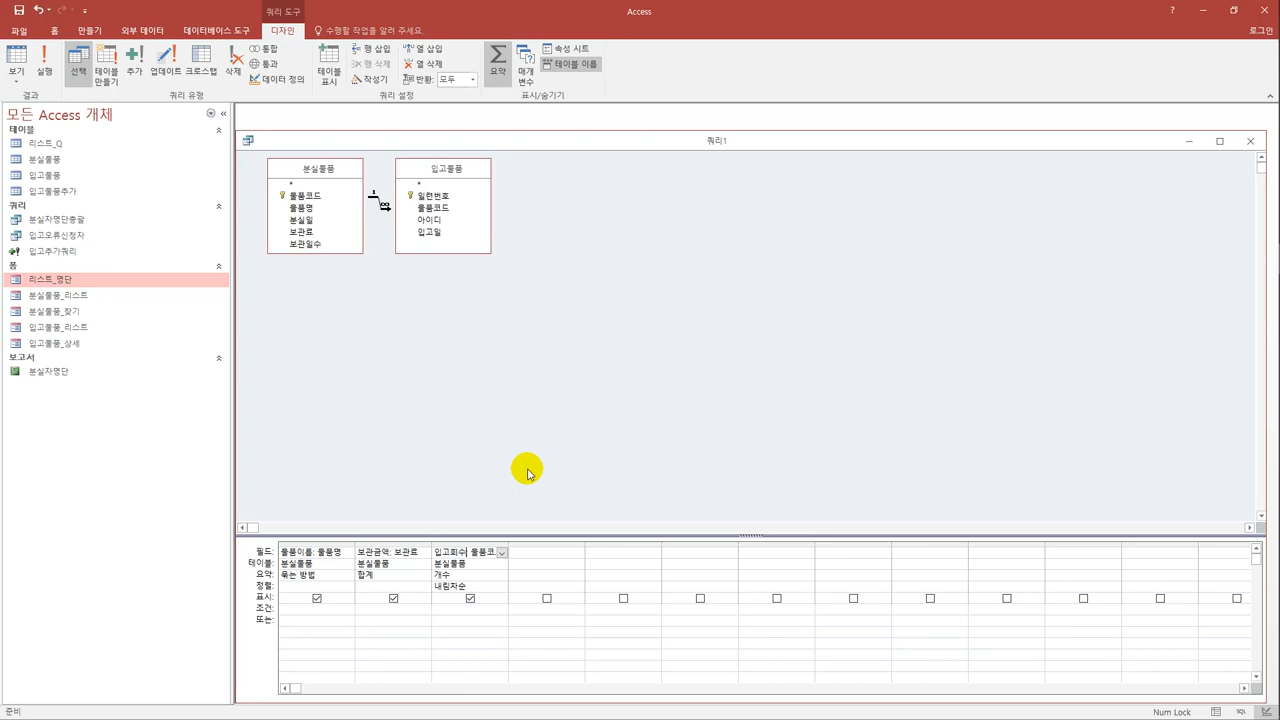 쿼리 도구
Access
?
파일
홈
만들기
외부 데이터
데이터베이스 도구
디자인
수행할 작업을 알려 주세요.
로그인
보기
실행
선택
테이블 만들기
추가
업데이트
크로스탭
삭제
통합
통과
데이터 정의
테이블 표시
행 삽입
행 삭제
작성기
열 삽입
열 삭제
반환: 모두
요약
매개 변수
속성 시트
테이블 이름
결과
쿼리 유형
쿼리 설정
표시/숨기기
모든 Access 개체
테이블
리스트_Q
분실물품
입고물품
입고물품추가
쿼리
분실자명단총괄
입고오류신청자
입고추가쿼리
폼
리스트_명단
분실물품_리스트
분실물품_찾기
입고물품_리스트
입고물품_상세
보고서
분실자명단
쿼리1
분실물품
*
물품코드
물품명
분실일
보관료
보관일수
1
∞
입고물품
*
일련번호
물품코드
아이디
입고일
필드: 물품이름: 물품명 보관금액: 보관료 입고회수 물품코
테이블: 분실물품 분실물품 분실물품
요약: 묶는 방법 합계 개수
정렬: 내림차순
표시:
조건:
또는:
준비
Num Lock
SQL